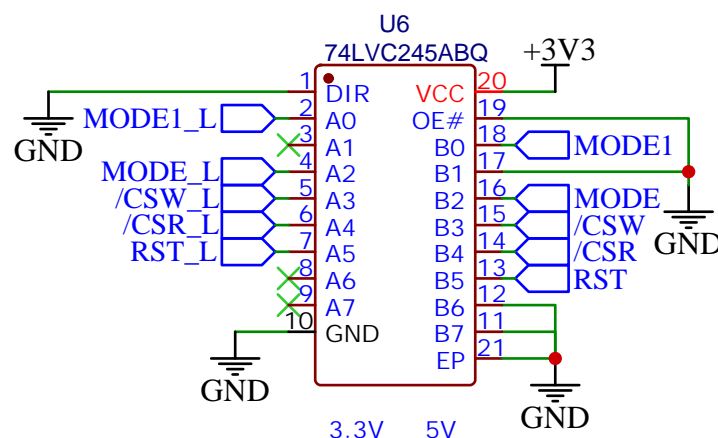 U6
74LVC245ABQ
+3V3
1 DIR VCC 20
MODE1_L 2 A0 OE# 19
GND 3 A1 B0 18 MODE1
MODE_L 4 A2 B1 17
/CSW_L 5 A3 B2 16 MODE
/CSR_L 6 A4 B3 15 /CSW
RST_L 7 A5 B4 14 /CSR
GND
8 A6 B5 13 RST
9 A7 B6 12
10 GND B7 11
EP 21
GND
GND
3.3V 5V